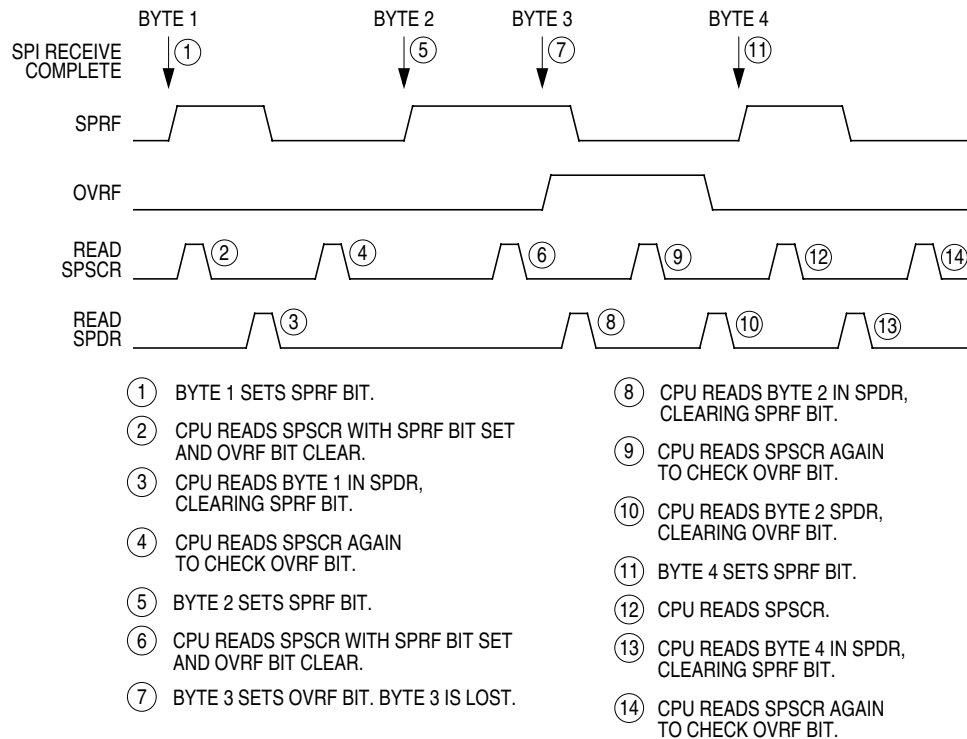 BYTE 1 BYTE 2 BYTE 3 BYTE 4
SPI RECEIVE
COMPLETE
1 5 7 11
SPRF
OVRF
READ
SPSCR
2 4 6 9 12 14
READ
SPDR
3 8 10 13
1 BYTE 1 SETS SPRF BIT.
2 CPU READS SPSCR WITH SPRF BIT SET
AND OVRF BIT CLEAR.
3 CPU READS BYTE 1 IN SPDR,
CLEARING SPRF BIT.
4 CPU READS SPSCR AGAIN
TO CHECK OVRF BIT.
5 BYTE 2 SETS SPRF BIT.
6 CPU READS SPSCR WITH SPRF BIT SET
AND OVRF BIT CLEAR.
7 BYTE 3 SETS OVRF BIT. BYTE 3 IS LOST.
8 CPU READS BYTE 2 IN SPDR,
CLEARING SPRF BIT.
9 CPU READS SPSCR AGAIN
TO CHECK OVRF BIT.
10 CPU READS BYTE 2 SPDR,
CLEARING OVRF BIT.
11 BYTE 4 SETS SPRF BIT.
12 CPU READS SPSCR.
13 CPU READS BYTE 4 IN SPDR,
CLEARING SPRF BIT.
14 CPU READS SPSCR AGAIN
TO CHECK OVRF BIT.